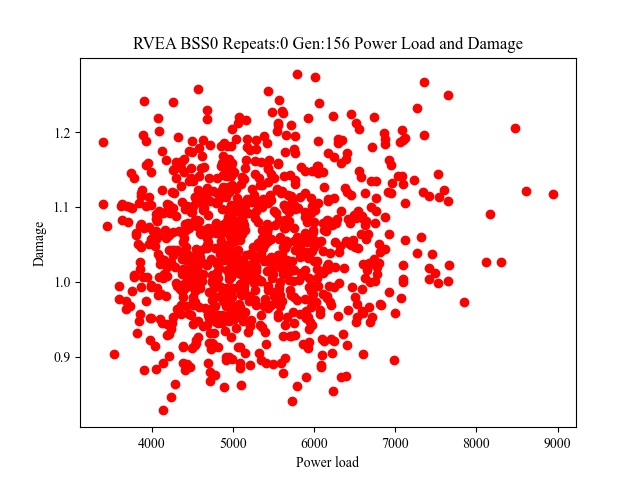 RVEA BSS0 Repeats:0 Gen:156 Power Load and Damage
1.2
1.1
1.0
0.9
Damage
4000 5000 6000 7000 8000 9000
Power load